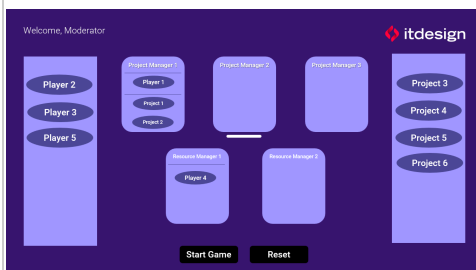 Welcome, Moderator
itdesign
Player 2
Player 3
Player 5
Project Manager 1
Player 1
Project 1
Project 2
Project Manager 2
Project Manager 3
Resource Manager 1
Player 4
Resource Manager 2
Project 3
Project 4
Project 5
Project 6
Start Game
Reset